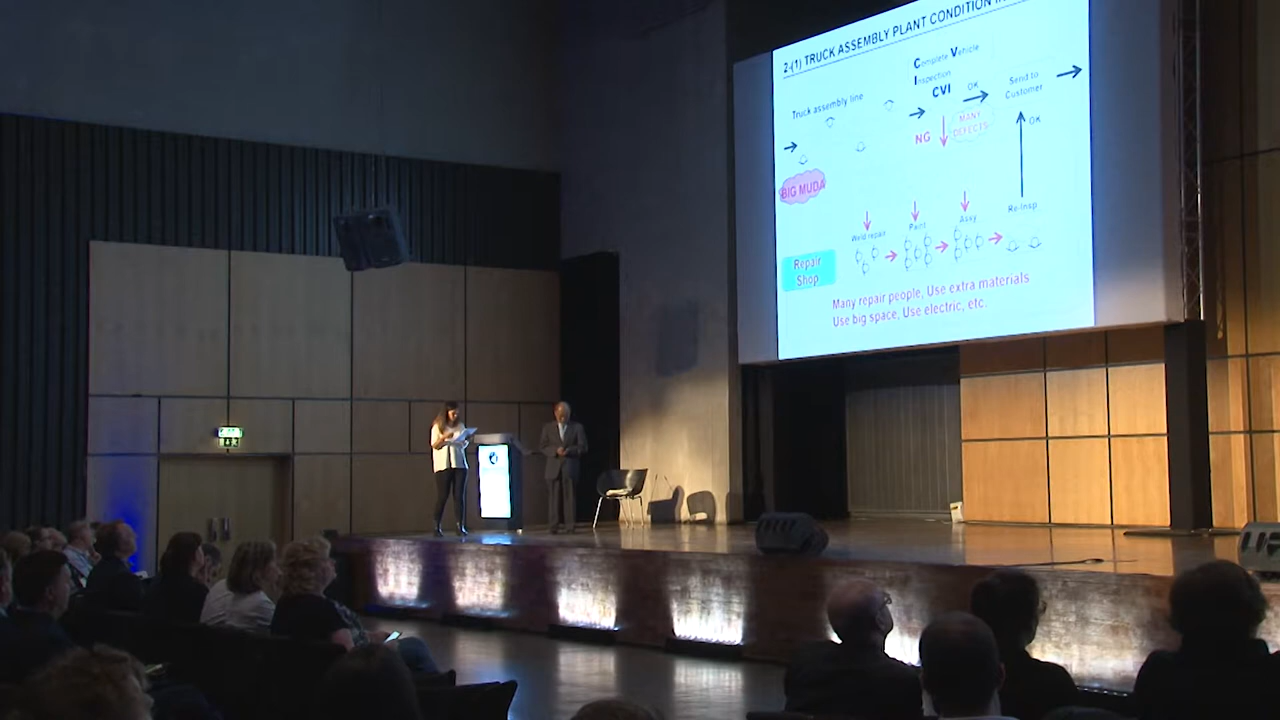 2-(1) TRUCK ASSEMBLY PLANT CONDITION
Complete Vehicle
Inspection
CVI
Truck assembly line
OK
Send to
Customer
NG
MANY
DEFECTS
OK
BIG MUDA
Weld repair
Paint
Assy
Re-Insp
Repair
Shop
Many repair people, Use extra materials
Use big space, Use electric, etc.